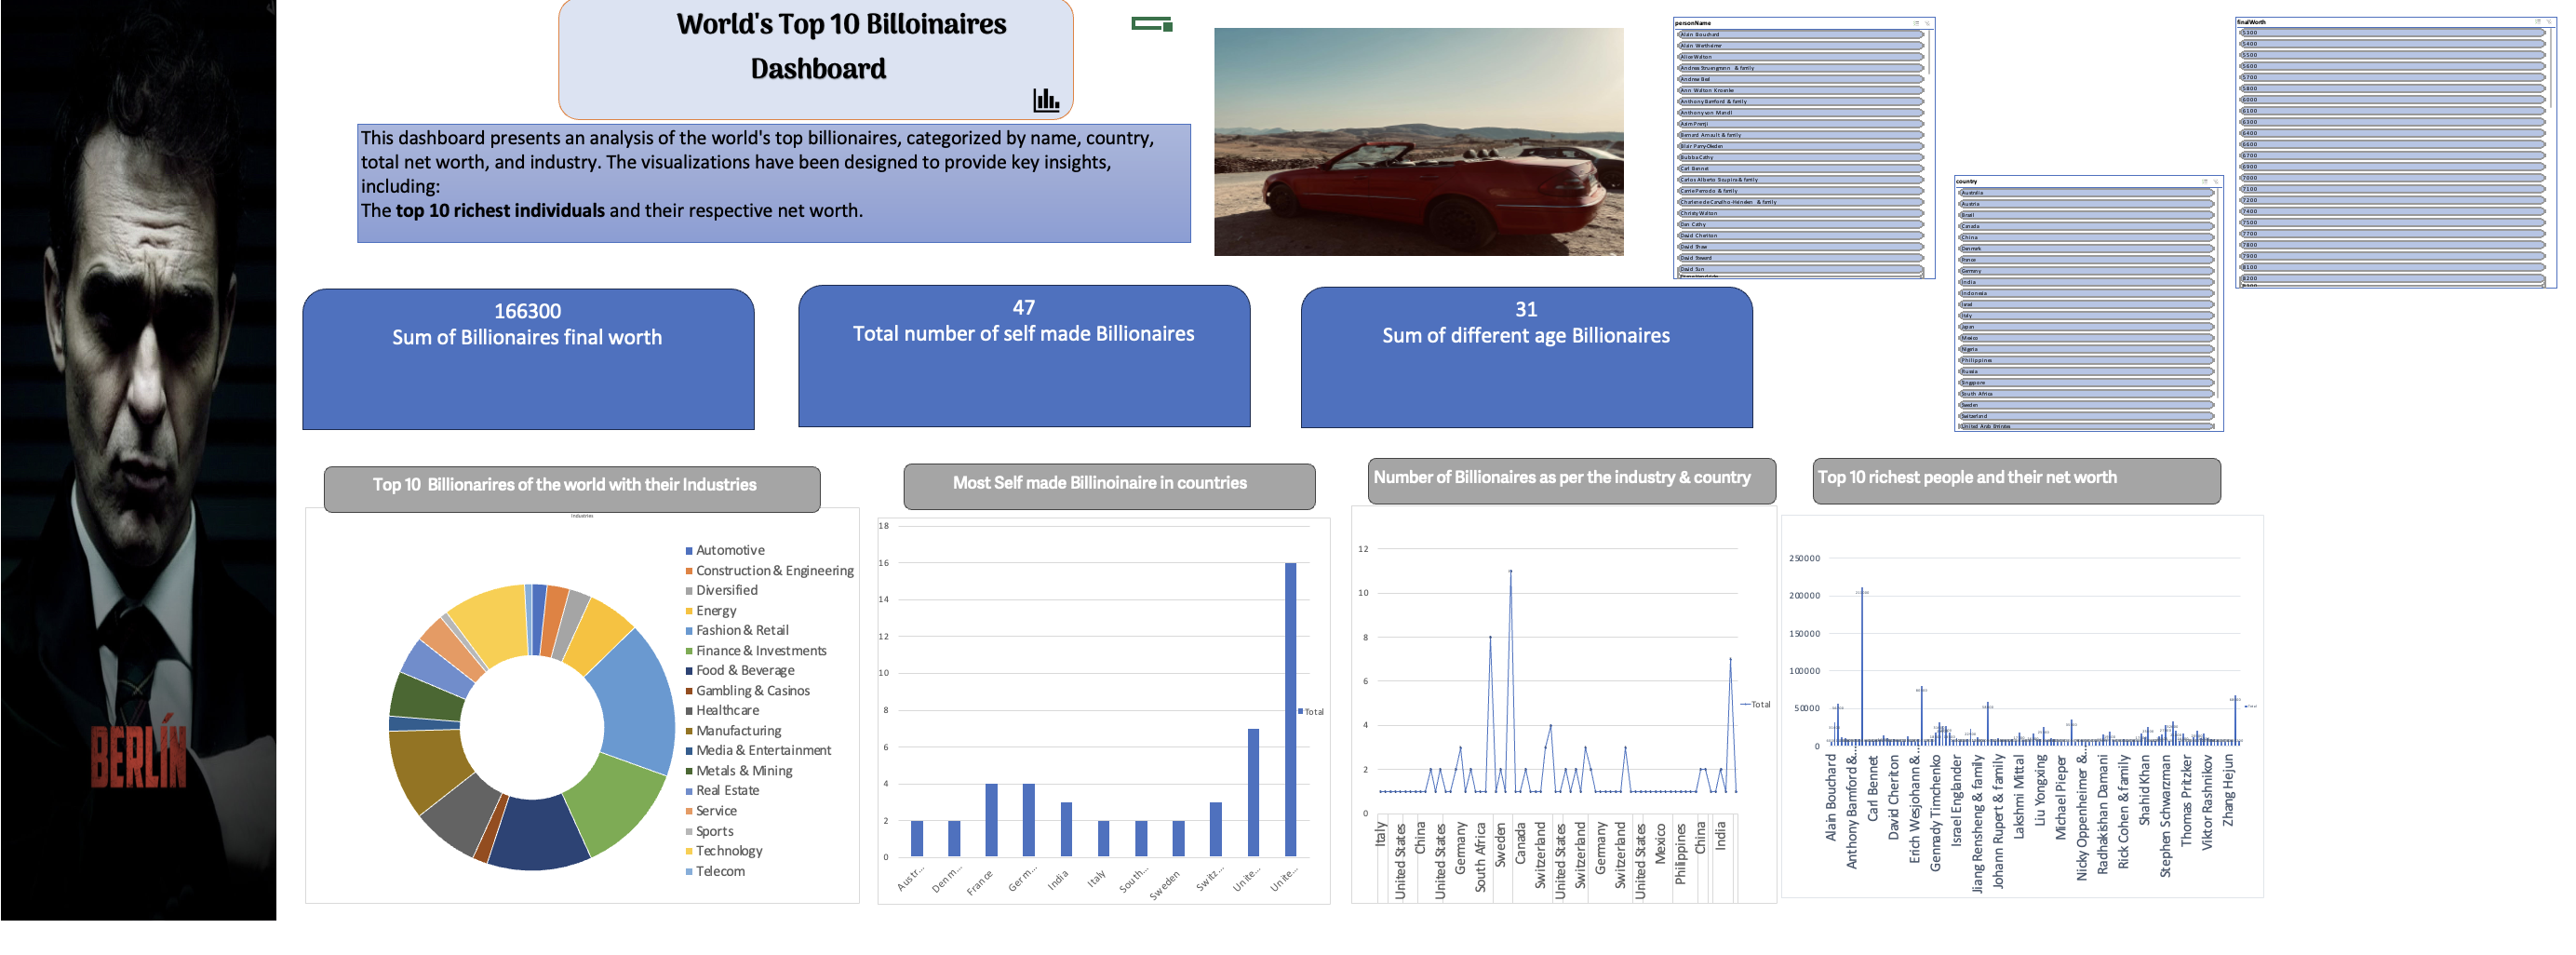 World's Top 10 Billoinaires
Dashboard
This dashboard presents an analysis of the world's top billionaires, categorized by name, country,
total net worth, and industry. The visualizations have been designed to provide key insights,
including:
The top 10 richest individuals and their respective net worth.
personName
Alain Bouchard
Alain Wertheimer
Alice Walton
Andreas Struengmann & family
Andrew Beal
Ann Walton Kroenke
Anthony Bamford & family
Anthony von Mandl
Azim Premji
Bernard Arnault & family
Blair Parry-Okeden
Bubba Cathy
Carl Bennet
Carrie Perrodo & family
Charlene de Carvalho-Heineken & family
Christy Walton
Dan Cathy
David Cheriton
David Shaw
David Steward
David Sun
country
Australia
Austria
Brazil
Canada
China
Denmark
France
Germany
India
Indonesia
Israel
Italy
Japan
Mexico
Nigeria
Philippines
Russia
Singapore
South Africa
Sweden
Switzerland
United Arab Emirates
finalWorth
5300
5400
5500
5600
5700
5800
6000
6100
6300
6400
6600
6700
6900
7000
7100
7200
7400
7500
7700
7800
7900
8100
8200
166300
Sum of Billionaires final worth
47
Total number of self made Billionaires
31
Sum of different age Billionaires
BERLÍN
Top 10 Billionarires of the world with their Industries
Industries
Automotive
Construction & Engineering
Diversified
Energy
Fashion & Retail
Finance & Investments
Food & Beverage
Gambling & Casinos
Healthcare
Manufacturing
Media & Entertainment
Metals & Mining
Real Estate
Service
Sports
Technology
Telecom
Most Self made Billinoinaire in countries
18
16
14
12
10
8
6
4
2
0
Austr...
Denm...
France
Germ...
India
Italy
South...
Sweden
Switz...
Unite...
Unite...
Total
Number of Billionaires as per the industry & country
12
10
8
6
4
2
0
Italy
United States
China
United States
Germany
South Africa
Sweden
Canada
Switzerland
United States
Switzerland
Germany
Switzerland
United States
Mexico
Philippines
China
India
Total
Top 10 richest people and their net worth
250000
200000
150000
100000
50000
0
Alain Bouchard
Anthony Bamford &...
Carl Bennet
David Cheriton
Erich Wesjohann &...
Gennady Timchenko
Israel Englander
Jiang Rensheng & family
Johann Rupert & family
Lakshmi Mittal
Liu Yongxing
Michael Pieper
Nicky Oppenheimer &...
Radhakishan Damani
Rick Cohen & family
Shahid Khan
Stephen Schwarzman
Thomas Pritzker
Viktor Rashnikov
Zhang Hejun
Total